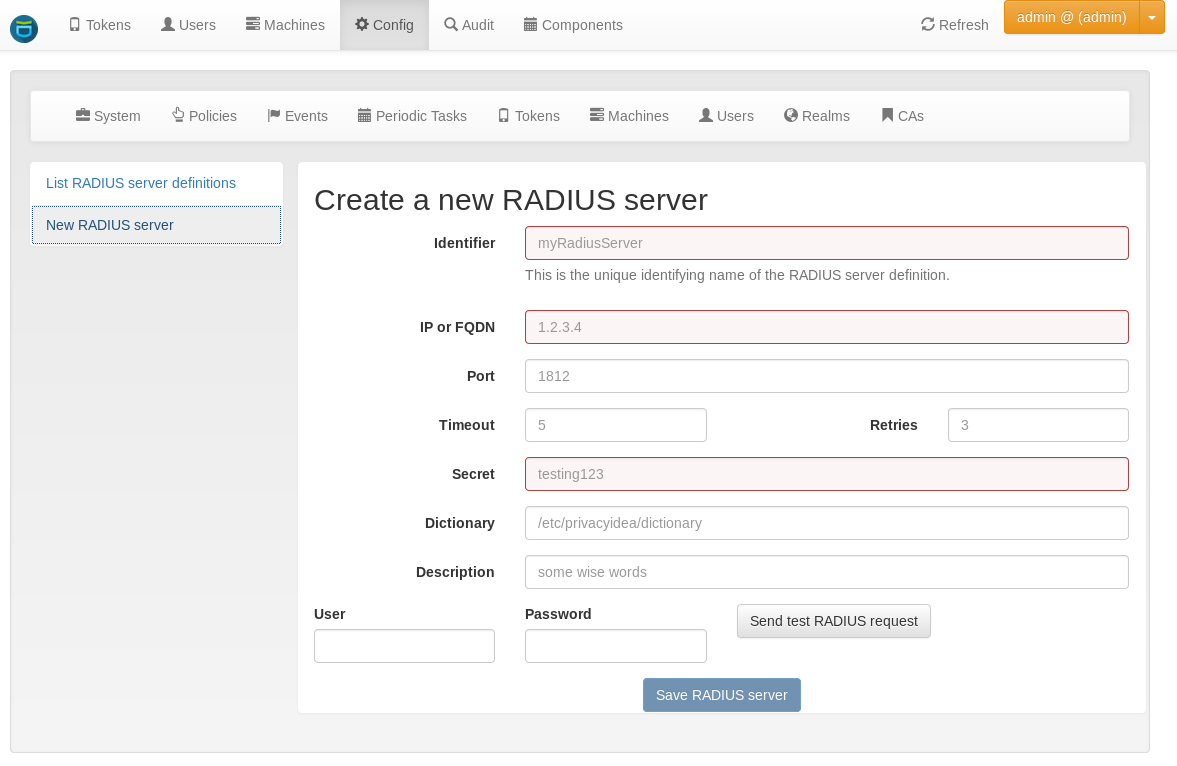 Tokens Users Machines Config Audit Components Refresh admin @ (admin)
System Policies Events Periodic Tasks Tokens Machines Users Realms CAs
List RADIUS server definitions
New RADIUS server
Create a new RADIUS server
Identifier myRadiusServer
This is the unique identifying name of the RADIUS server definition.
IP or FQDN 1.2.3.4
Port 1812
Timeout 5 Retries 3
Secret testing123
Dictionary /etc/privacyidea/dictionary
Description some wise words
User Password Send test RADIUS request
Save RADIUS server